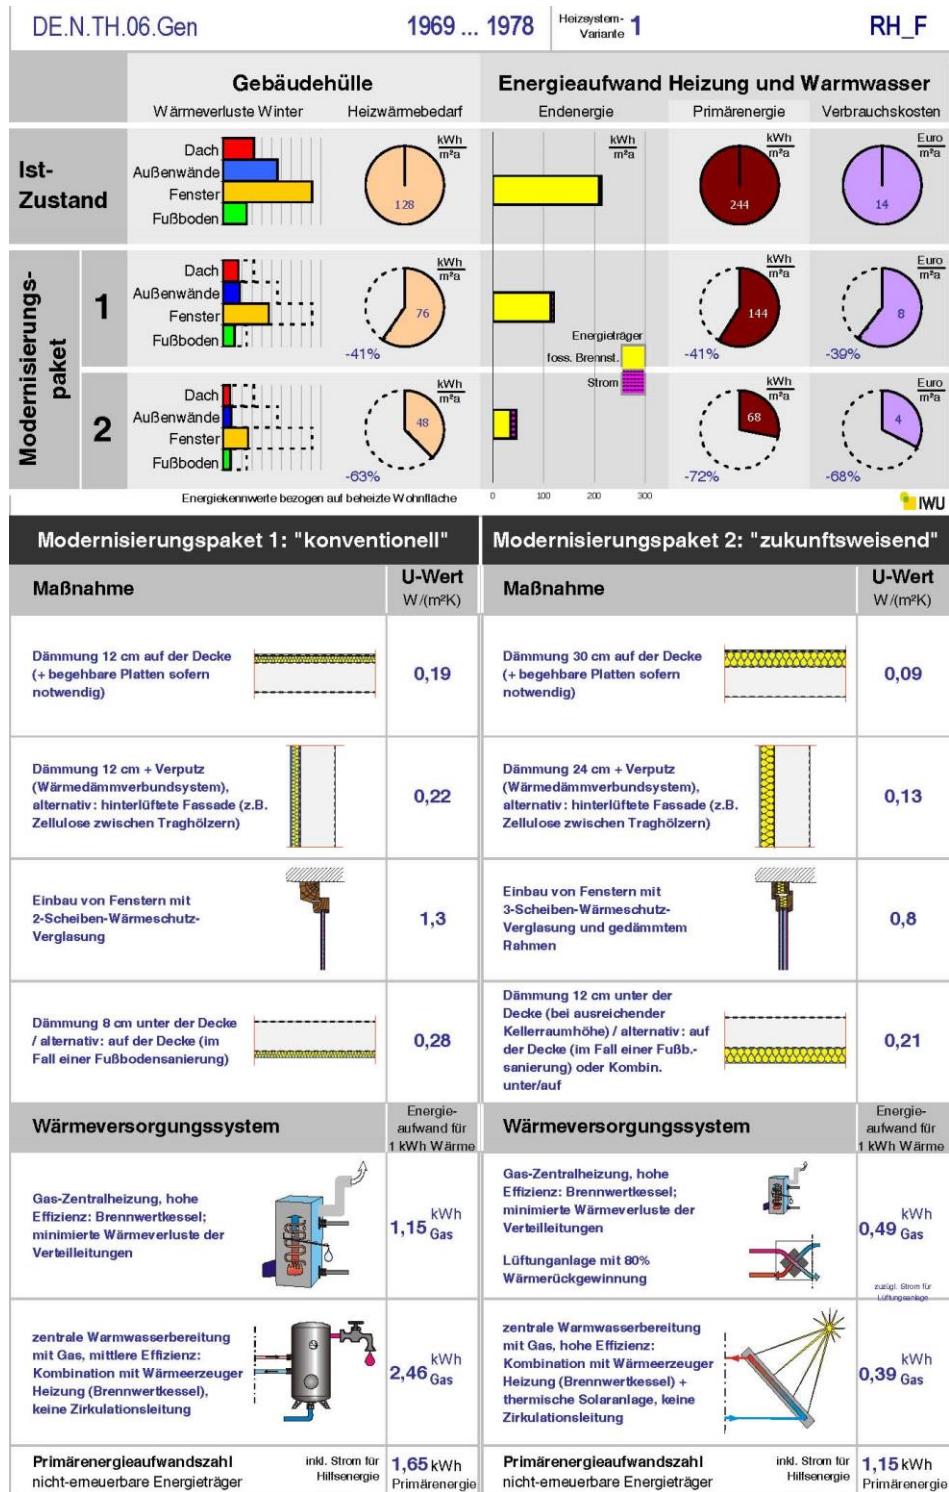 DE.N.TH.06.Gen
1969 ... 1978
Heizsystem-
Variante 1
RH_F
Gebäudehülle
Energieaufwand Heizung und Warmwasser
Wärmeverluste Winter
Heizwärmebedarf
Endenergie
Primärenergie
Verbrauchskosten
Ist-
Zustand
Dach
Außenwände
Fenster
Fußboden
kWh
m²a
128
kWh
m²a
kWh
m²a
244
Euro
m²a
14
Modernisierungs-
paket
1
Dach
Außenwände
Fenster
Fußboden
kWh
m²a
76
-41%
Energieträger
foss. Brennst.
Strom
kWh
m²a
144
-41%
Euro
m²a
8
-39%
2
Dach
Außenwände
Fenster
Fußboden
kWh
m²a
48
-63%
kWh
m²a
68
-72%
Euro
m²a
4
-68%
Energiekennwerte bezogen auf beheizte Wohnfläche
0 100 200 300
IWU
Modernisierungspaket 1: "konventionell"
Maßnahme
U-Wert
W/(m²K)
Dämmung 12 cm auf der Decke
(+ begehbare Platten sofern
notwendig)
0,19
Dämmung 12 cm + Verputz
(Wärmedämmverbundsystem),
alternativ: hinterlüftete Fassade (z.B.
Zellulose zwischen Traghölzern)
0,22
Einbau von Fenstern mit
2-Scheiben-Wärmeschutz-
Verglasung
1,3
Dämmung 8 cm unter der Decke
/ alternativ: auf der Decke (im
Fall einer Fußbodensanierung)
0,28
Wärmeversorgungssystem
Energie-
aufwand für
1 kWh Wärme
Gas-Zentralheizung, hohe
Effizienz: Brennwertkessel;
minimierte Wärmeverluste der
Verteilleitungen
1,15 kWh
Gas
zentrale Warmwasserbereitung
mit Gas, mittlere Effizienz:
Kombination mit Wärmeerzeuger
Heizung (Brennwertkessel),
keine Zirkulationsleitung
2,46 kWh
Gas
Primärenergieaufwandszahl
nicht-erneuerbare Energieträger
inkl. Strom für
Hilfsenergie
1,65 kWh
Primärenergie
Modernisierungspaket 2: "zukunftsweisend"
Maßnahme
U-Wert
W/(m²K)
Dämmung 30 cm auf der Decke
(+ begehbare Platten sofern
notwendig)
0,09
Dämmung 24 cm + Verputz
(Wärmedämmverbundsystem),
alternativ: hinterlüftete Fassade (z.B.
Zellulose zwischen Traghölzern)
0,13
Einbau von Fenstern mit
3-Scheiben-Wärmeschutz-
Verglasung und gedämmtem
Rahmen
0,8
Dämmung 12 cm unter der
Decke (bei ausreichender
Kellerraumhöhe) / alternativ: auf
der Decke (im Fall einer Fußb.-
sanierung) oder Kombin.
unter/auf
0,21
Wärmeversorgungssystem
Energie-
aufwand für
1 kWh Wärme
Gas-Zentralheizung, hohe
Effizienz: Brennwertkessel;
minimierte Wärmeverluste der
Verteilleitungen
Lüftunganlage mit 80%
Wärmerückgewinnung
0,49 kWh
Gas
zuzügl. Strom für
Lüftungsanlage
zentrale Warmwasserbereitung
mit Gas, hohe Effizienz:
Kombination mit Wärmeerzeuger
Heizung (Brennwertkessel) +
thermische Solaranlage, keine
Zirkulationsleitung
0,39 kWh
Gas
Primärenergieaufwandszahl
nicht-erneuerbare Energieträger
inkl. Strom für
Hilfsenergie
1,15 kWh
Primärenergie